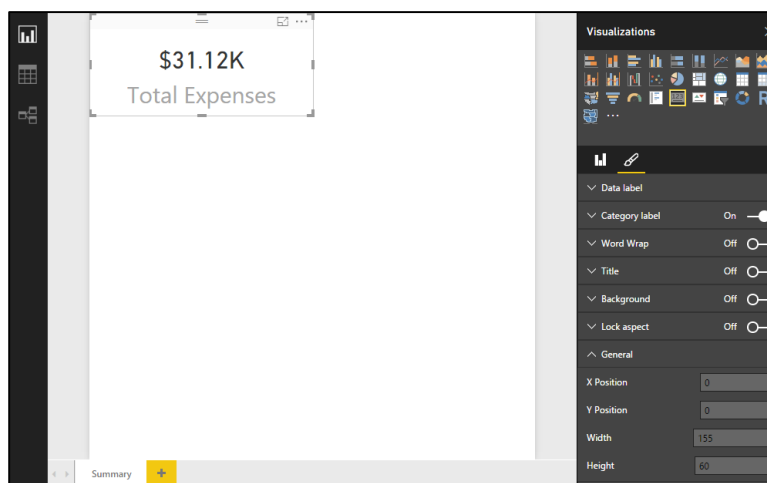 $31.12K
Total Expenses
Summary
Visualizations
R
Data label
Category label On
Word Wrap Off
Title Off
Background Off
Lock aspect Off
General
X Position 0
Y Position 0
Width 155
Height 60